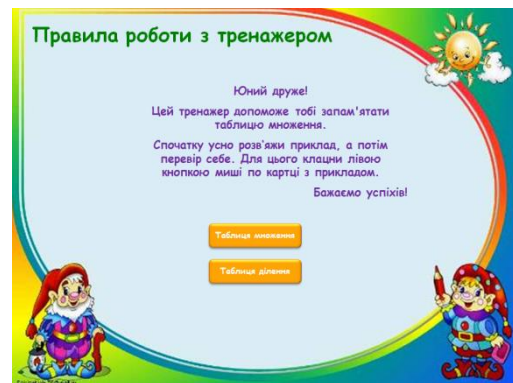 Правила роботи з тренажером
Юний друже!
Цей тренажер допоможе тобі запам'ятати
таблицю множення.
Спочатку усно розв'яжи приклад, а потім
перевір себе. Для цього клацни лівою
кнопкою миші по картці з прикладом.
Бажаємо успіхів!
Таблиця множення
Таблиця ділення